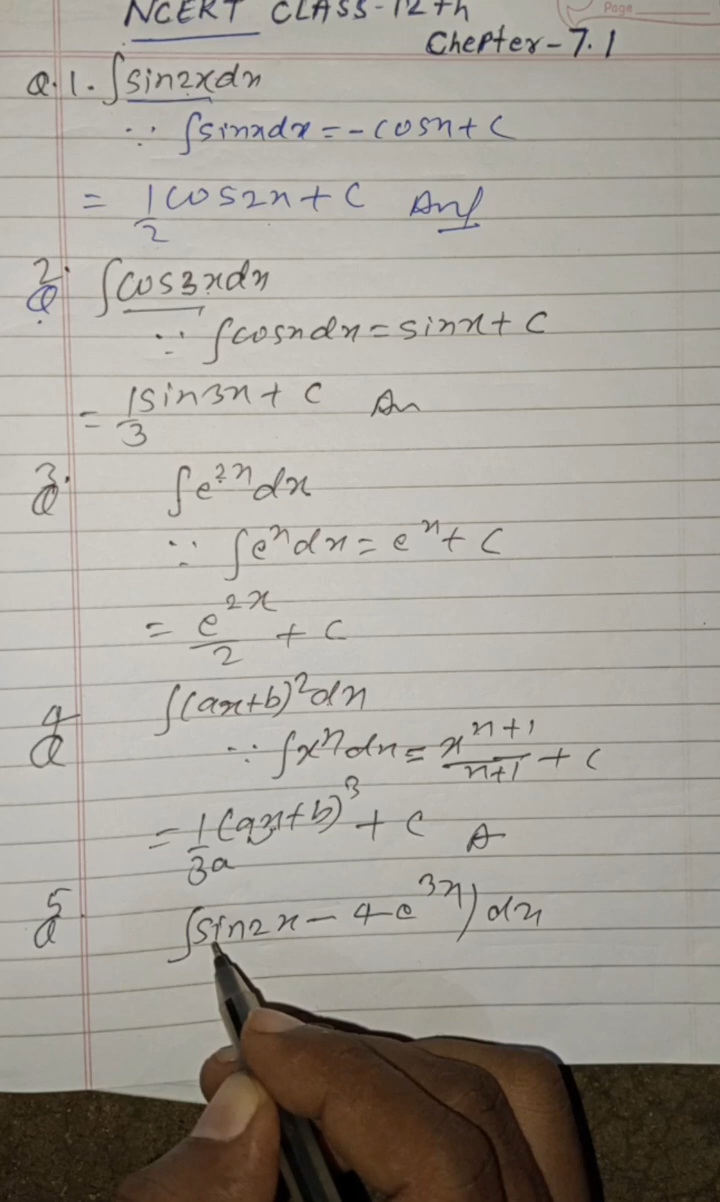 NCERT CLASS-12th
Page
Chepter-7.1
Q.1. ∫sin2xdx
∵ ∫sinxdx = -cosx+C
= 1/2 cos2x + C Ans
Q 2. ∫cos3xdx
∵ ∫cosxdx = sinx + C
= 1/3 sin3x + C An
Q 3. ∫e^2x dx
∵ ∫e^x dx = e^x + C
= e^2x/2 + C
Q 4 ∫(ax+b)^2 dx
∵ ∫x^n dx = x^n+1/n+1 + C
= 1/3a (ax+b)^3 + C A
Q 5. ∫sin2x - 4e^3x) dx